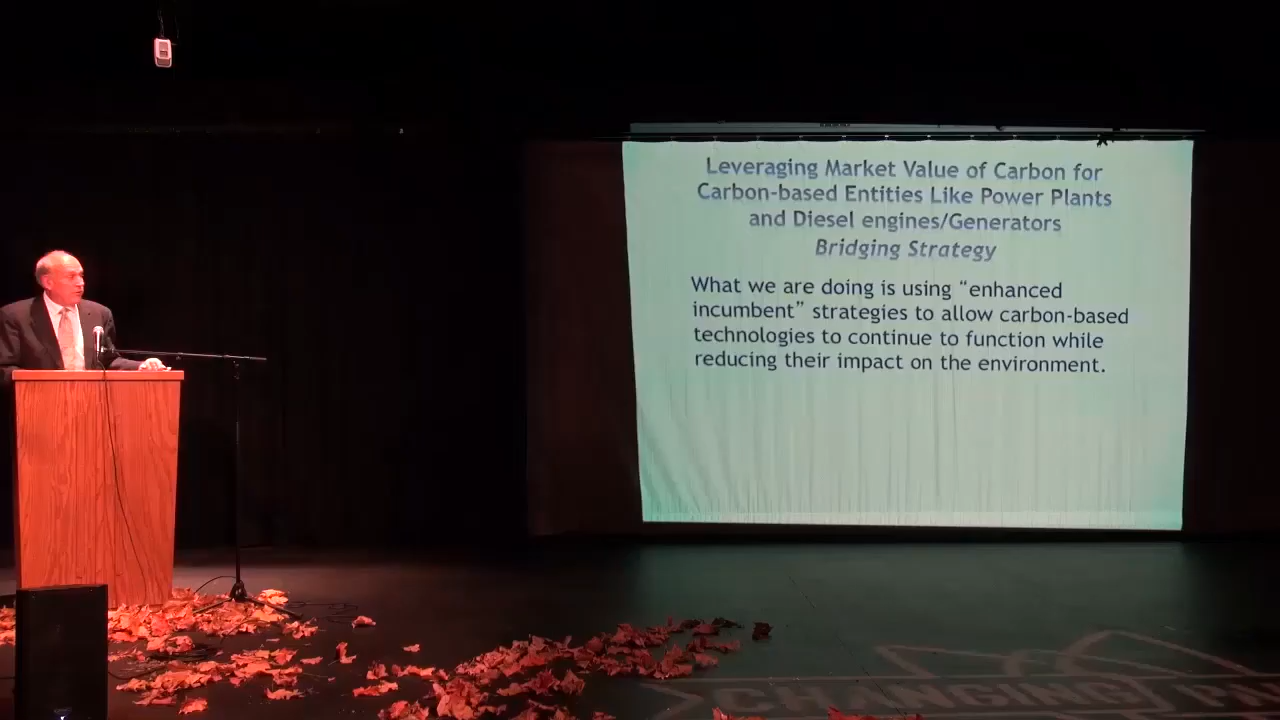 Leveraging Market Value of Carbon for
Carbon-based Entities Like Power Plants
and Diesel engines/Generators
Bridging Strategy
What we are doing is using “enhanced
incumbent” strategies to allow carbon-based
technologies to continue to function while
reducing their impact on the environment.
CHANGING